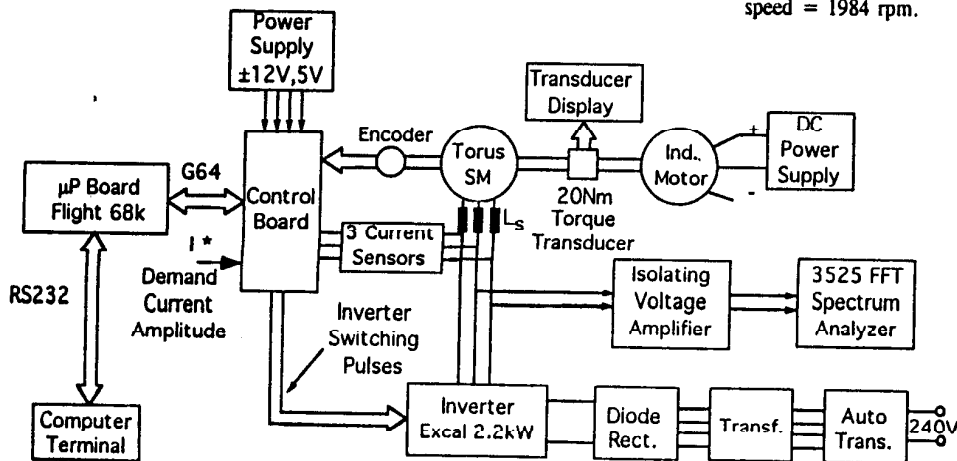 speed = 1984 rpm.
Power
Supply
±12V,5V
Transducer
Display
Encoder
Torus
SM
Ind..
Motor
+
-
DC
Power
Supply
µP Board
Flight 68k
G64
Control
Board
20Nm
Torque
Transducer
Ls
I *
Demand
Current
Amplitude
3 Current
Sensors
RS232
Inverter
Switching
Pulses
Isolating
Voltage
Amplifier
3525 FFT
Spectrum
Analyzer
Computer
Terminal
Inverter
Excal 2.2kW
Diode
Rect.
Transf.
Auto
Trans.
240V